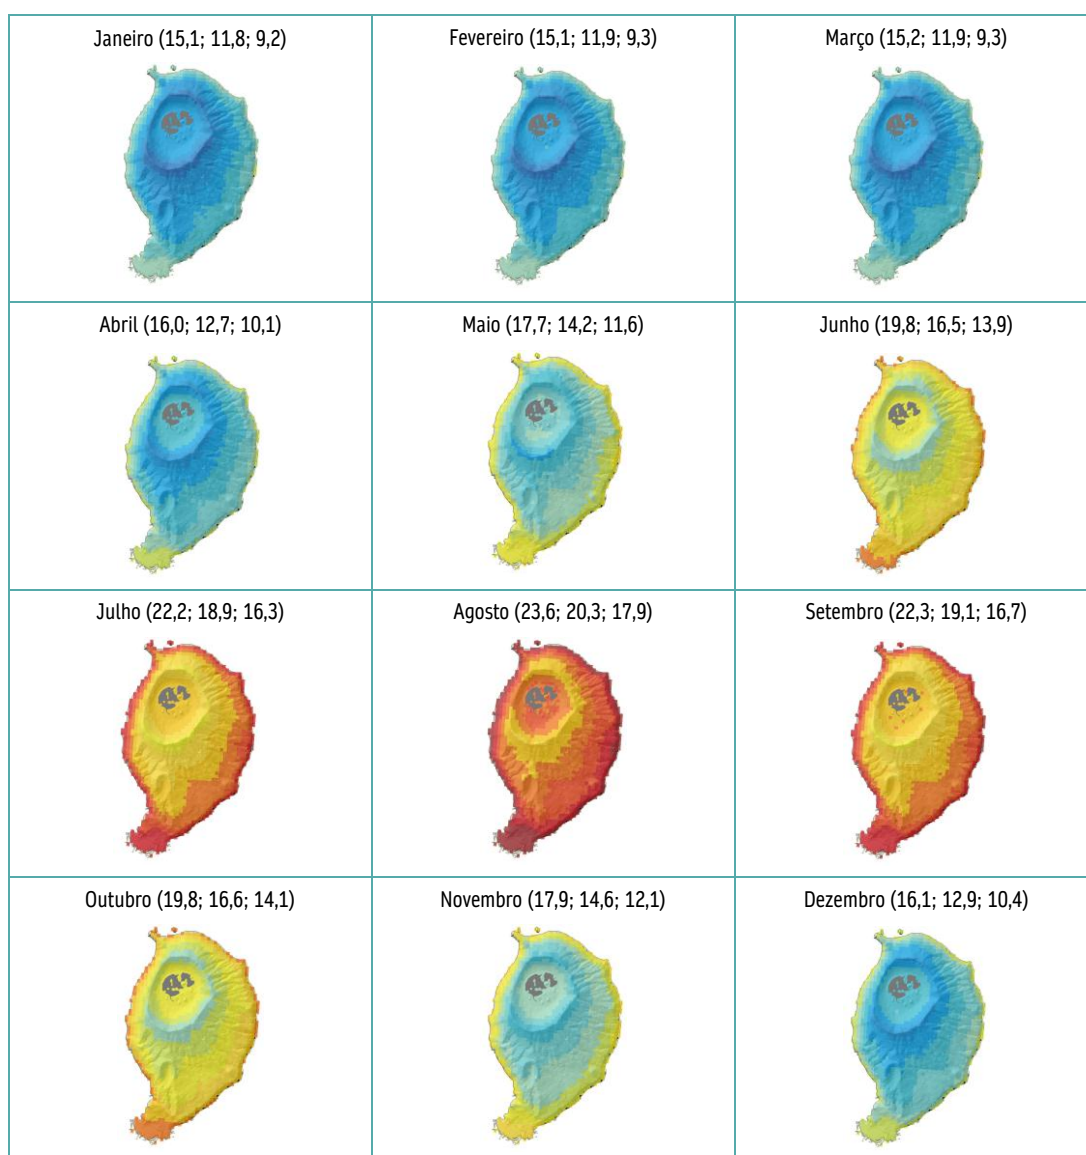 Janeiro (15,1; 11,8; 9,2)
Fevereiro (15,1; 11,9; 9,3)
Março (15,2; 11,9; 9,3)
Abril (16,0; 12,7; 10,1)
Maio (17,7; 14,2; 11,6)
Junho (19,8; 16,5; 13,9)
Julho (22,2; 18,9; 16,3)
Agosto (23,6; 20,3; 17,9)
Setembro (22,3; 19,1; 16,7)
Outubro (19,8; 16,6; 14,1)
Novembro (17,9; 14,6; 12,1)
Dezembro (16,1; 12,9; 10,4)